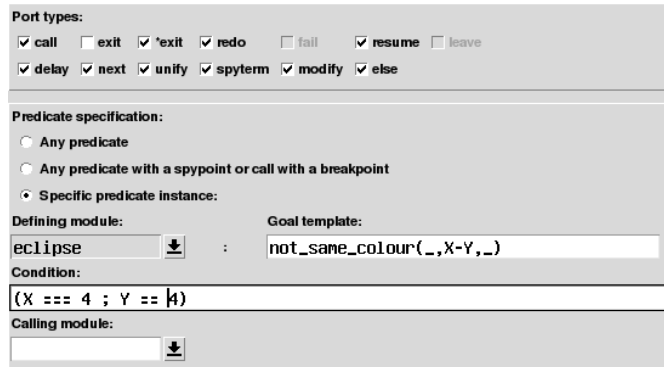 Port types:
call exit *exit redo fail resume leave
delay next unify spyterm modify else
Predicate specification:
Any predicate
Any predicate with a spypoint or call with a breakpoint
Specific predicate instance:
Defining module: Goal template:
eclipse : not_same_colour(_,X-Y,_)
Condition:
(X === 4 ; Y == 4)
Calling module: